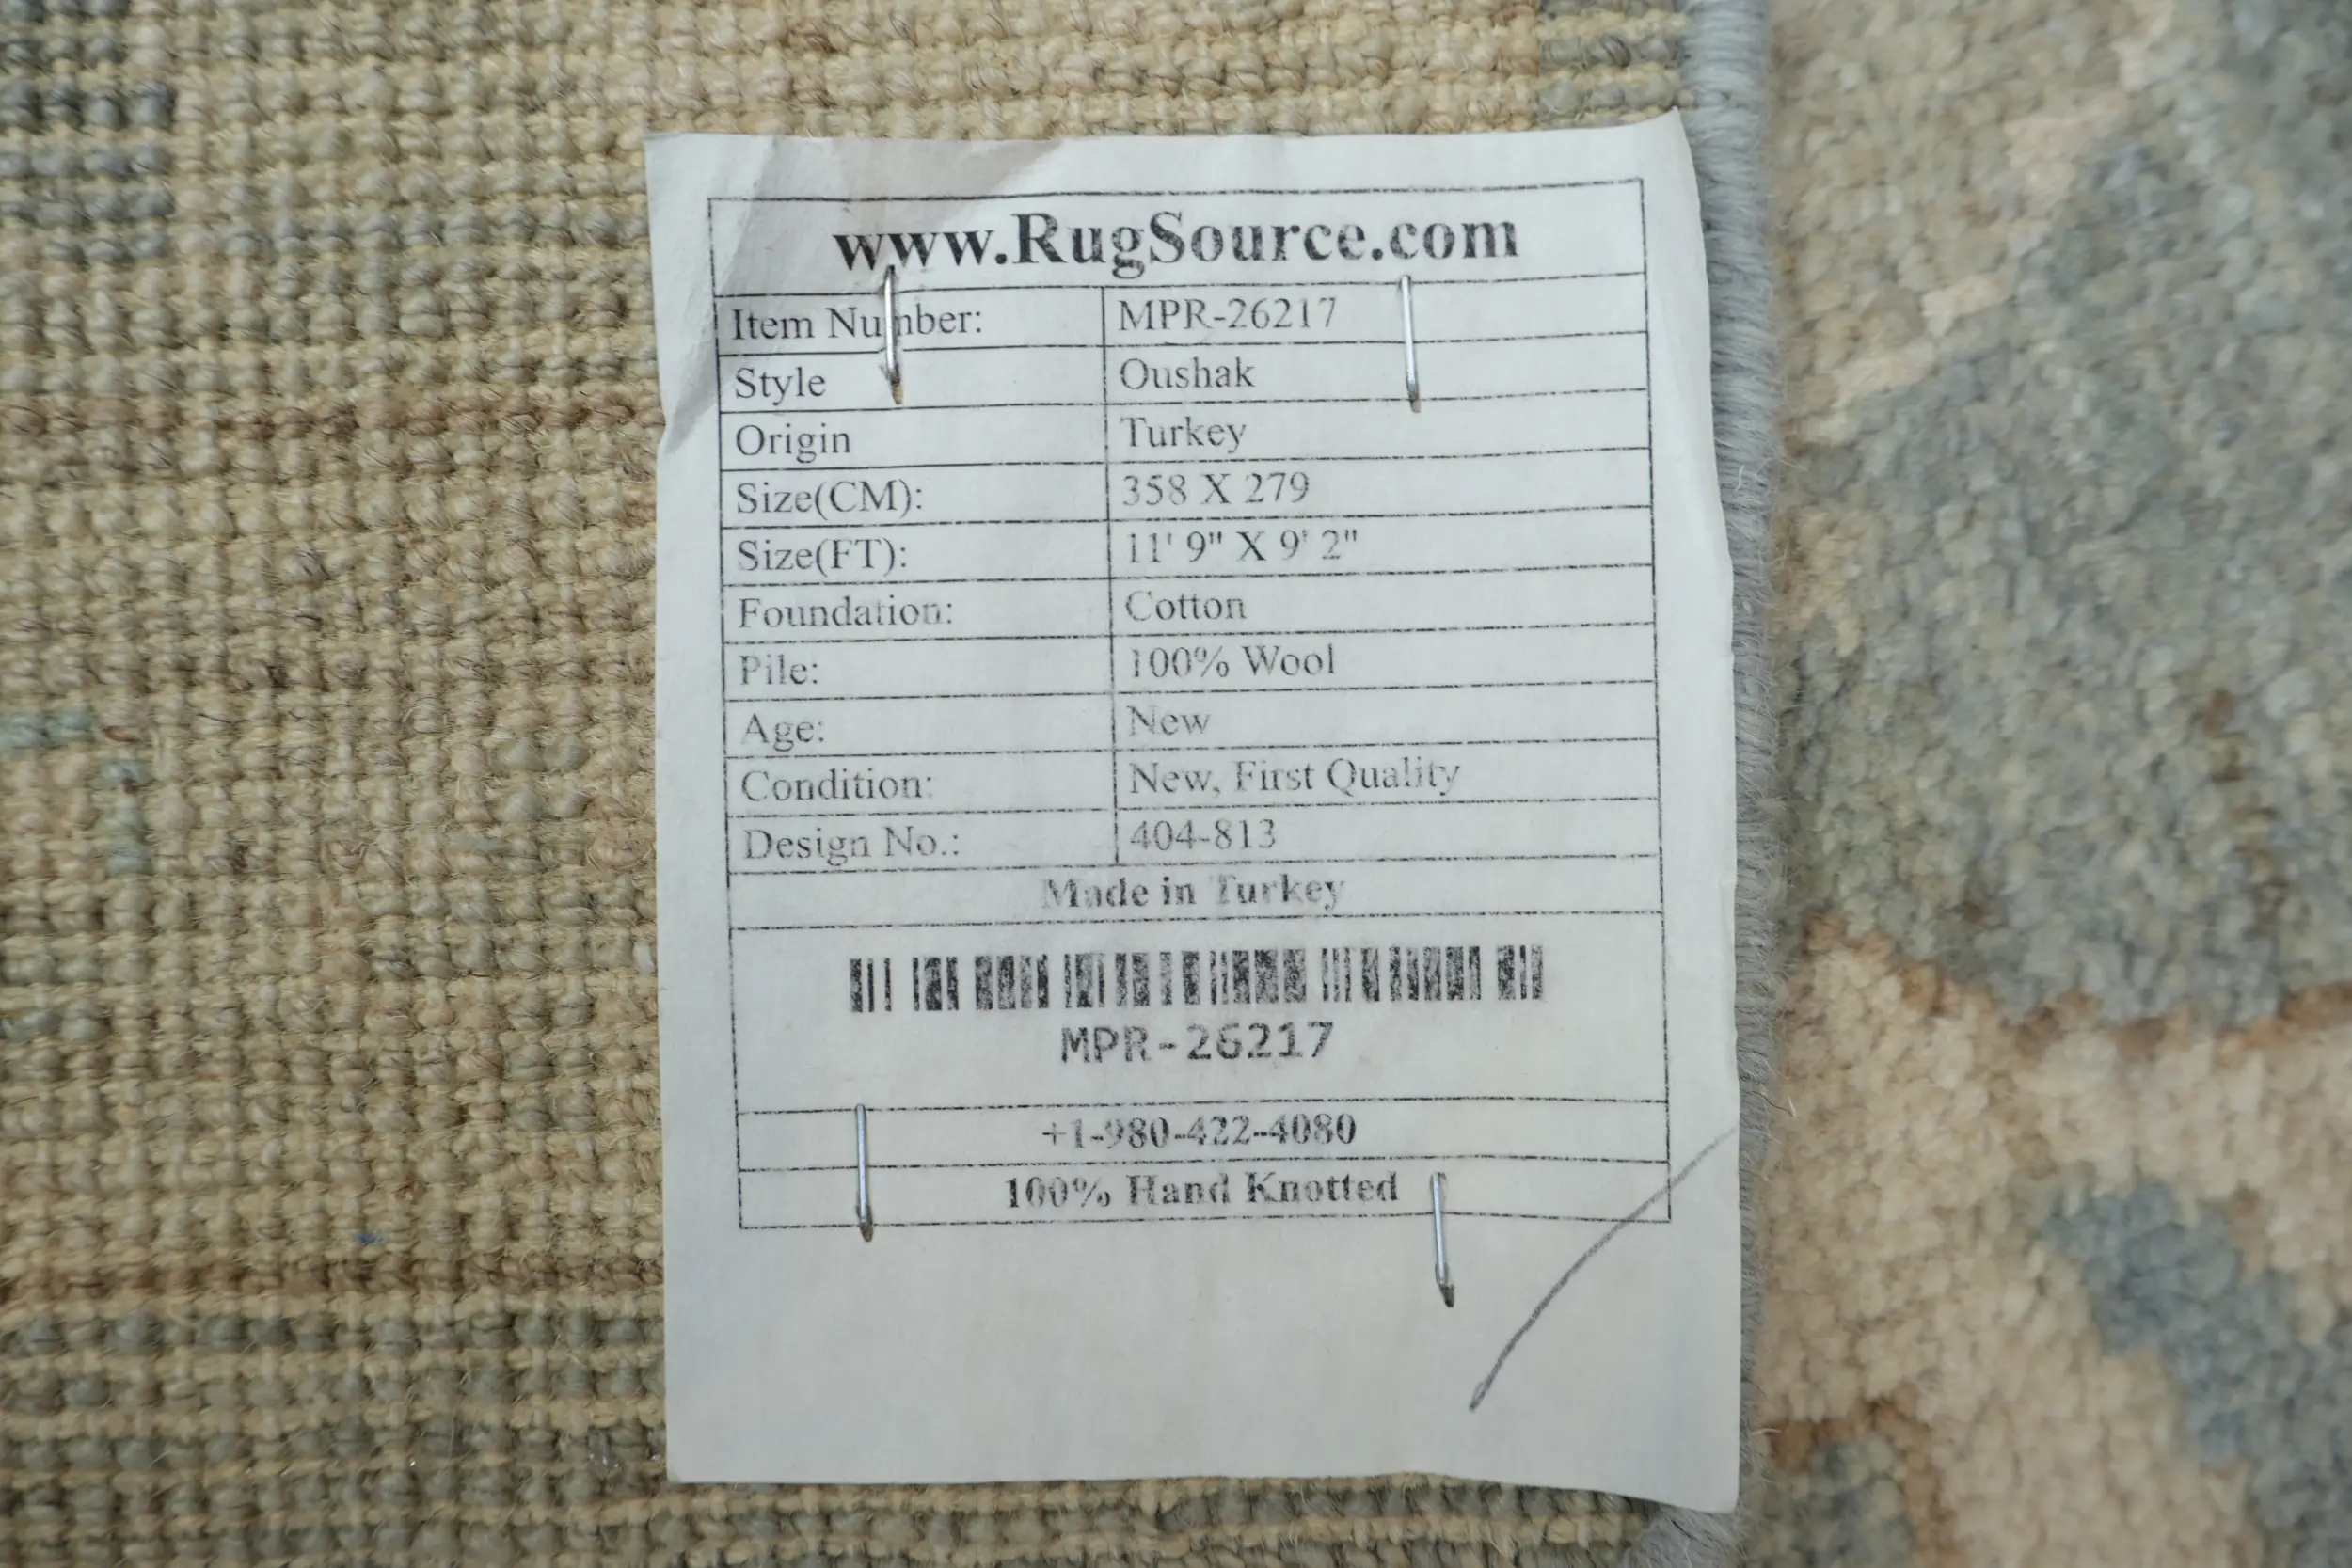 www.RugSource.com
Item Number: MPR-26217
Style Oushak
Origin Turkey
Size(CM): 358 X 279
Size(FT): 11' 9" X 9' 2"
Foundation: Cotton
Pile: 100% Wool
Age: New
Condition: New, First Quality
Design No.: 404-813
Made in Turkey
MPR-26217
+1-980-422-4080
100% Hand Knotted